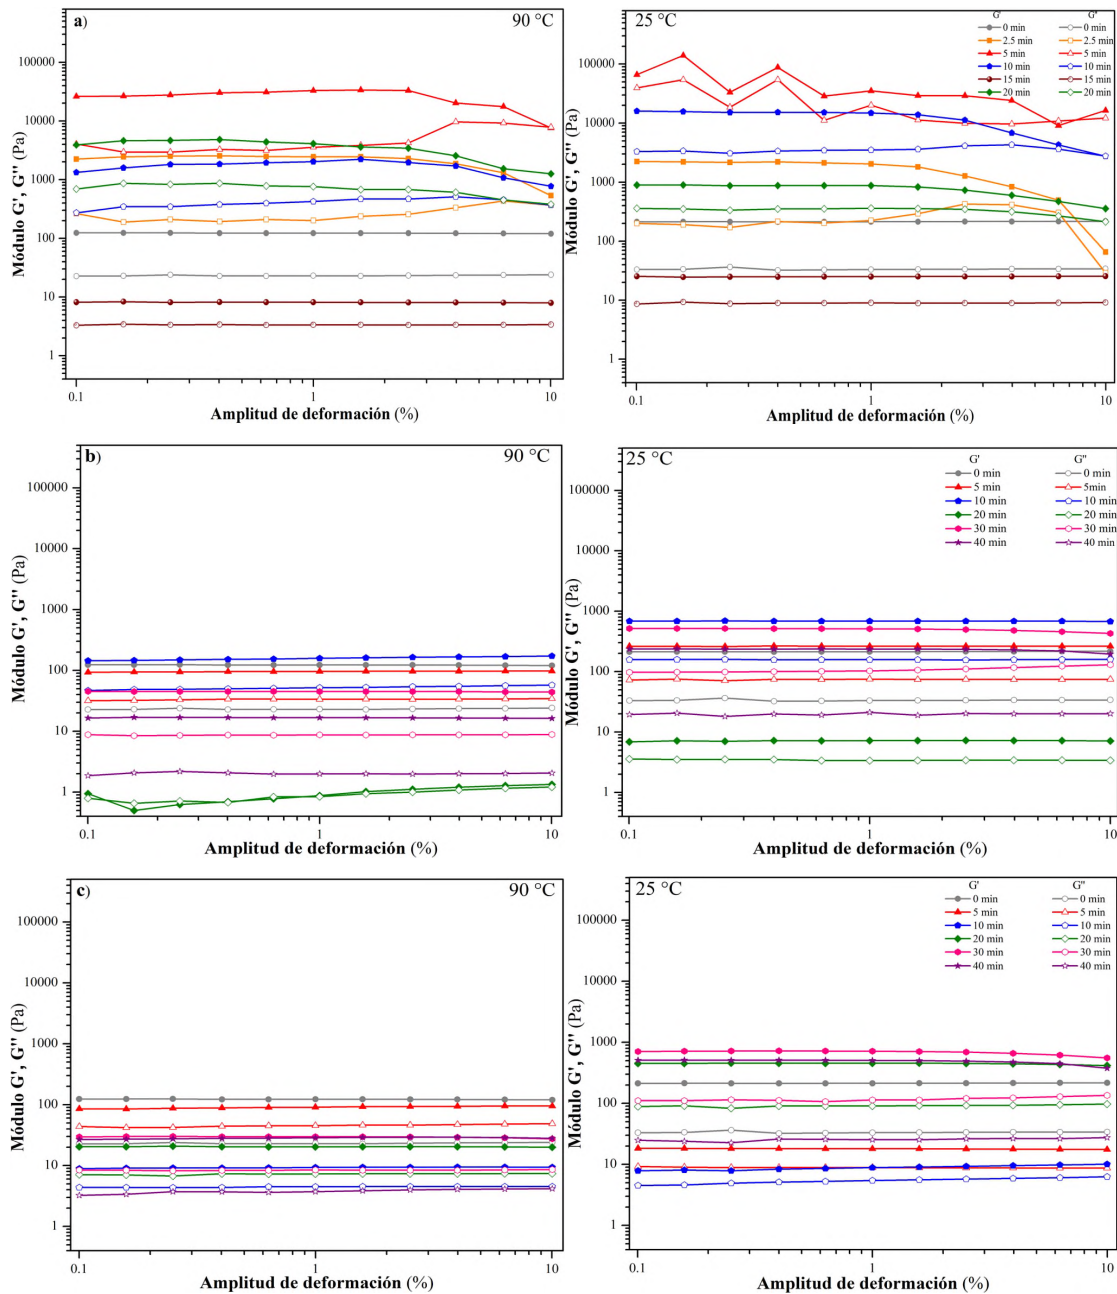 a)
90 °C
100000
10000
1000
100
10
1
Módulo G', G'' (Pa)
0.1
1
10
Amplitud de deformación (%)
25 °C
G'
G''
0 min
0 min
2.5 min
2.5 min
5 min
5 min
10 min
10 min
15 min
15 min
20 min
20 min
100000
10000
1000
100
10
1
Módulo G', G'' (Pa)
0.1
1
10
Amplitud de deformación (%)
b)
90 °C
100000
10000
1000
100
10
1
Módulo G', G'' (Pa)
0.1
1
10
Amplitud de deformación (%)
25 °C
G'
G''
0 min
0 min
5 min
5min
10 min
10 min
20 min
20 min
30 min
30 min
40 min
40 min
100000
10000
1000
100
10
1
Módulo G', G'' (Pa)
0.1
1
10
Amplitud de deformación (%)
c)
90 °C
100000
10000
1000
100
10
1
Módulo G', G'' (Pa)
0.1
1
10
Amplitud de deformación (%)
25 °C
G'
G''
0 min
0 min
5 min
5 min
10 min
10 min
20 min
20 min
30 min
30 min
40 min
40 min
100000
10000
1000
100
10
1
Módulo G', G'' (Pa)
0.1
1
10
Amplitud de deformación (%)